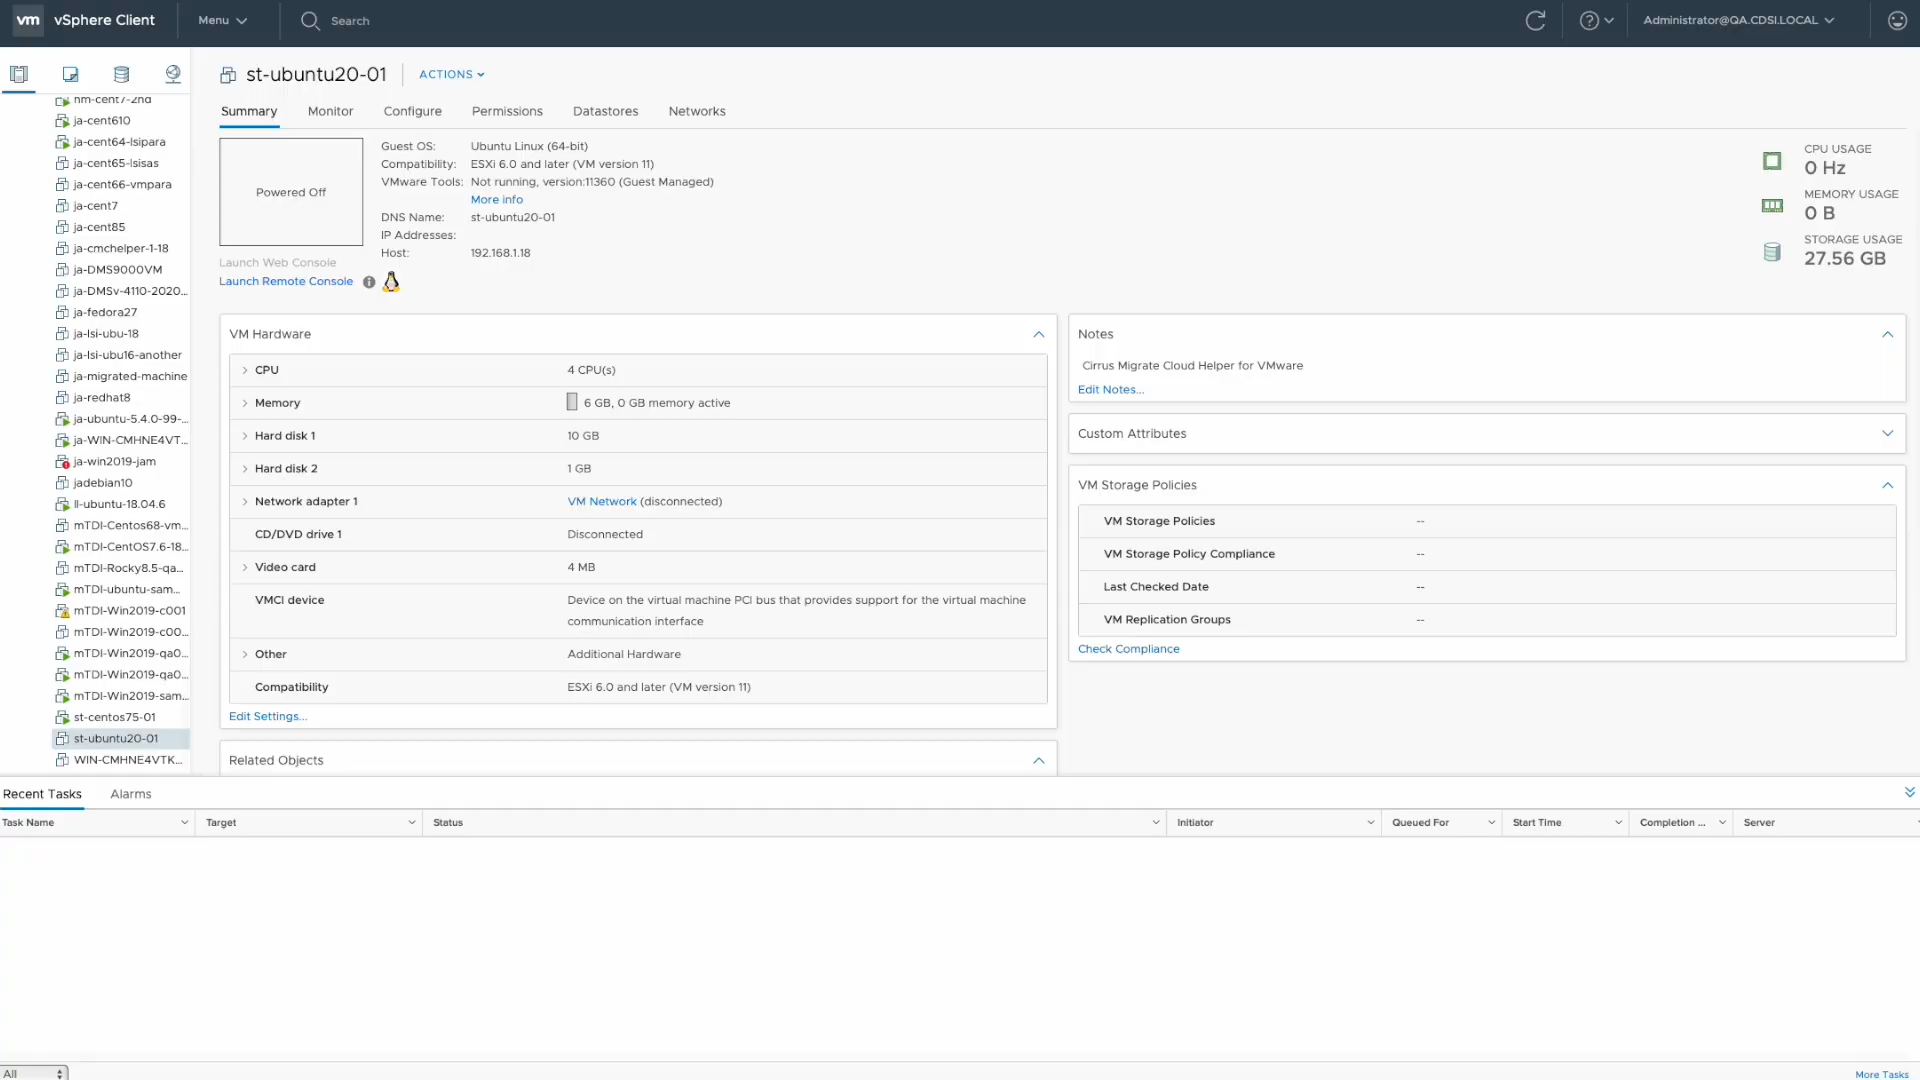 vm vSphere Client Menu Search Administrator@QA.CDSI.LOCAL
st-ubuntu20-01 ACTIONS
Summary Monitor Configure Permissions Datastores Networks
hm-cent7-2nd
ja-cent610
ja-cent64-lsipara
ja-cent65-lsisas
ja-cent66-vmpara
ja-cent7
ja-cent85
ja-cmchelper-1-18
ja-DMS9000VM
ja-DMSv-4110-2020...
ja-fedora27
ja-lsi-ubu-18
ja-lsi-ubu16-another
ja-migrated-machine
ja-redhat8
ja-ubuntu-5.4.0-99-...
ja-WIN-CMHNE4VT...
ja-win2019-jam
jadebian10
ll-ubuntu-18.04.6
mTDI-Centos68-vm...
mTDI-CentOS7.6-18...
mTDI-Rocky8.5-qa...
mTDI-ubuntu-sam...
mTDI-Win2019-c001
mTDI-Win2019-c00...
mTDI-Win2019-qa0...
mTDI-Win2019-qa0...
mTDI-Win2019-sam...
st-centos75-01
st-ubuntu20-01
WIN-CMHNE4VTK...
Powered Off
Launch Web Console
Launch Remote Console
Guest OS: Ubuntu Linux (64-bit)
Compatibility: ESXi 6.0 and later (VM version 11)
VMware Tools: Not running, version:11360 (Guest Managed)
More info
DNS Name: st-ubuntu20-01
IP Addresses:
Host: 192.168.1.18
CPU USAGE
0 Hz
MEMORY USAGE
0 B
STORAGE USAGE
27.56 GB
VM Hardware
CPU 4 CPU(s)
Memory 6 GB, 0 GB memory active
Hard disk 1 10 GB
Hard disk 2 1 GB
Network adapter 1 VM Network (disconnected)
CD/DVD drive 1 Disconnected
Video card 4 MB
VMCI device Device on the virtual machine PCI bus that provides support for the virtual machine
communication interface
Other Additional Hardware
Compatibility ESXi 6.0 and later (VM version 11)
Edit Settings...
Related Objects
Notes
Cirrus Migrate Cloud Helper for VMware
Edit Notes...
Custom Attributes
VM Storage Policies
VM Storage Policies --
VM Storage Policy Compliance --
Last Checked Date --
VM Replication Groups --
Check Compliance
Recent Tasks Alarms
Task Name Target Status Initiator Queued For Start Time Completion ... Server
All More Tasks